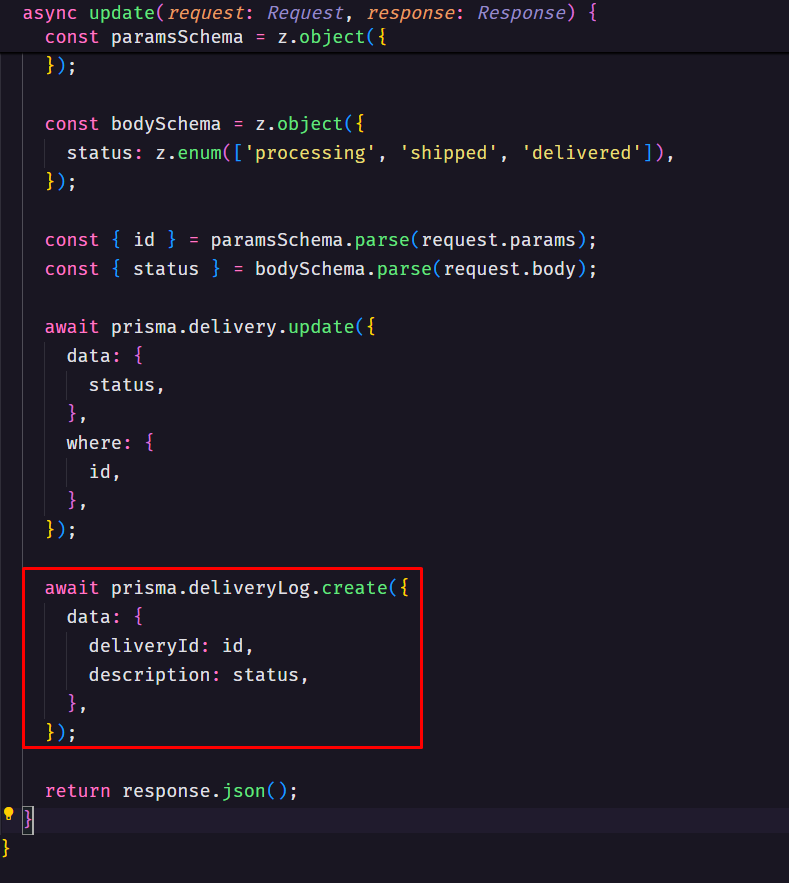 async update(request: Request, response: Response) {
const paramsSchema = z.object({
});
const bodySchema = z.object({
status: z.enum(['processing', 'shipped', 'delivered']),
});
const { id } = paramsSchema.parse(request.params);
const { status } = bodySchema.parse(request.body);
await prisma.delivery.update({
data: {
status,
},
where: {
id,
},
});
await prisma.deliveryLog.create({
data: {
deliveryId: id,
description: status,
},
});
return response.json();
}
}